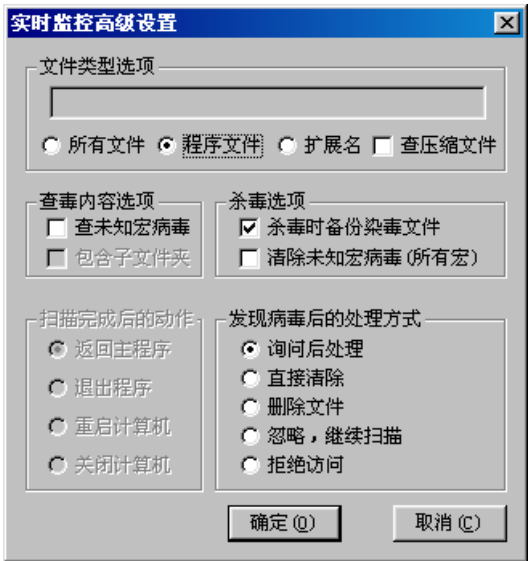 实时监控高级设置
文件类型选项
所有文件 程序文件 扩展名 查压缩文件
查毒内容选项
查未知宏病毒
包含子文件夹
杀毒选项
杀毒时备份染毒文件
清除未知宏病毒(所有宏)
扫描完成后的动作
返回主程序
退出程序
重启计算机
关闭计算机
发现病毒后的处理方式
询问后处理
直接清除
删除文件
忽略，继续扫描
拒绝访问
确定(O) 取消(C)